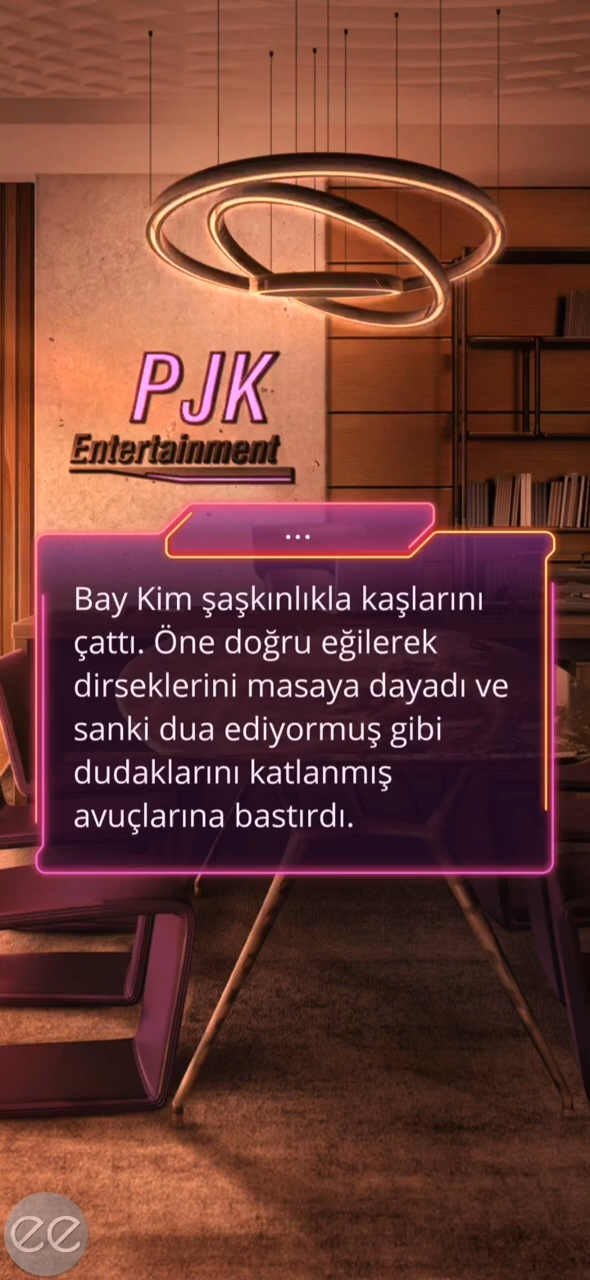 PJK
Entertainment
...
Bay Kim şaşkınlıkla kaşlarını
çattı. Öne doğru eğilerek
dirseklerini masaya dayadı ve
sanki dua ediyormuş gibi
dudaklarını katlanmış
avuçlarına bastırdı.
ee